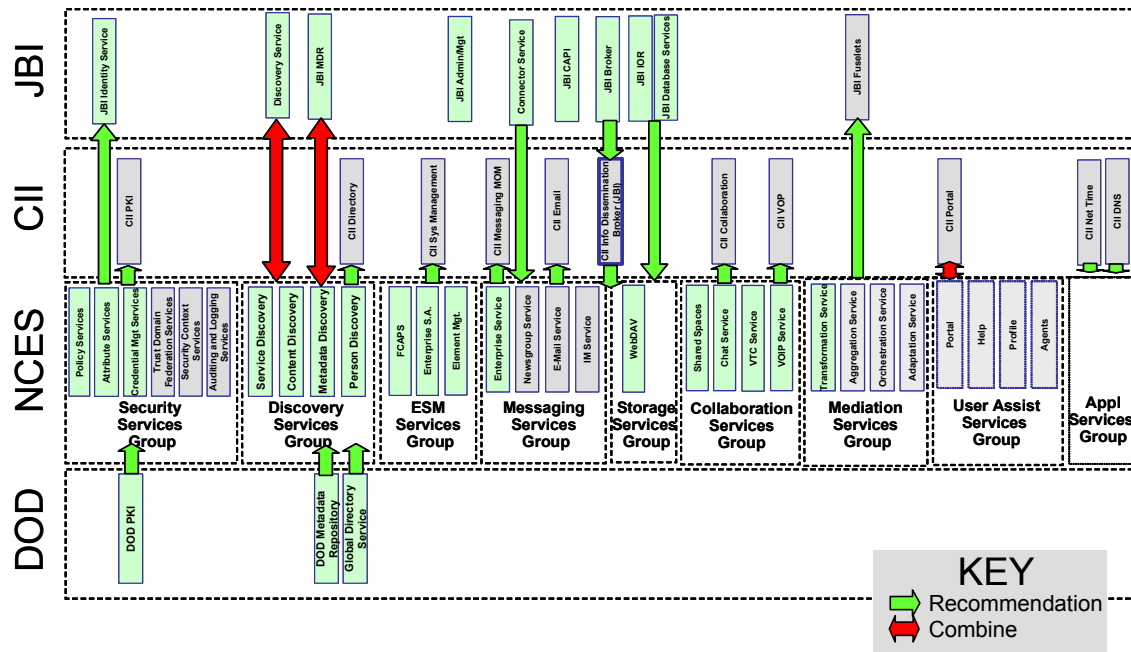 JBI
JBI Identity Service
Discovery Service
JBI MDR
JBI Admin/Mgt
Connector Service
JBI CAPI
JBI Broker
JBI IOR
JBI Database Services
JBI Fuselets
CII
CII PKI
CII Directory
CII Sys Management
CII Messaging MOM
CII Email
CII Info Dissemination
Broker (JBI)
CII Collaboration
CII VOP
CII Portal
CII Net Time
CII DNS
NCES
Policy Services
Attribute Services
Credential Mgt Services
Trust Domain
Federation Services
Security Context
Services
Auditing and Logging
Services
Security
Services
Group
Service Discovery
Content Discovery
Metadata Discovery
Person Discovery
Discovery
Services
Group
FCAPS
Enterprise S.A.
Element Mgt.
ESM
Services
Group
Enterprise Service
Newsgroup Service
E-Mail Service
IM Service
Messaging
Services
Group
WebDAV
Storage
Services
Group
Shared Spaces
Chat Service
VTC Service
VOIP Service
Collaboration
Services
Group
Transformation Service
Aggregation Service
Orchestration Service
Adaptation Service
Mediation
Services
Group
Portal
Help
Profile
Agents
User Assist
Services
Group
Appl
Services
Group
DOD
DOD PKI
DOD Metadata
Repository
Global Directory
Service
KEY
Recommendation
Combine